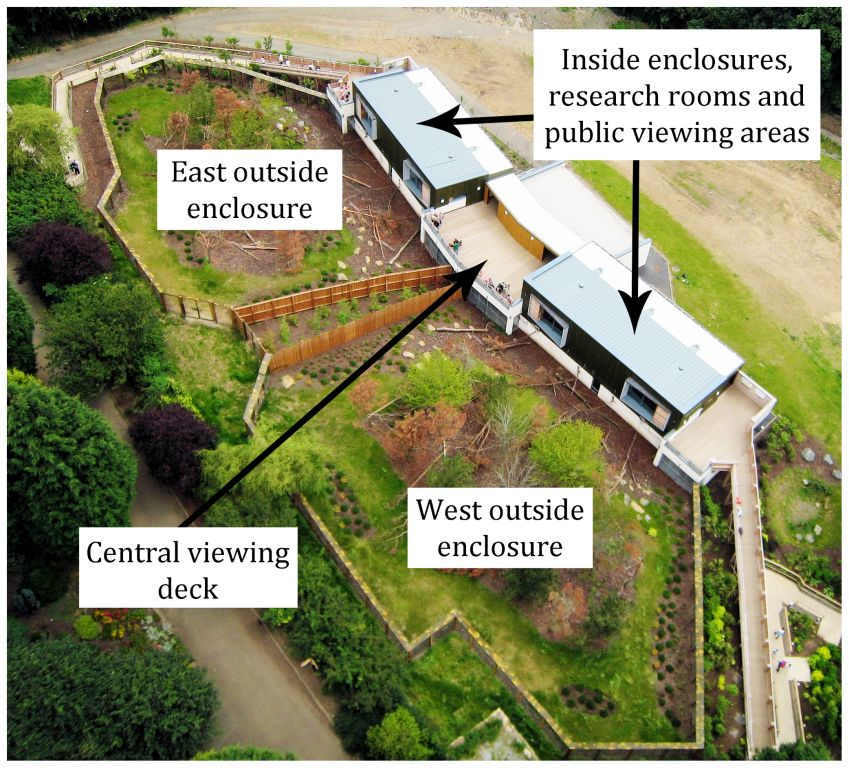 Inside enclosures,
research rooms and
public viewing areas
East outside
enclosure
West outside
enclosure
Central viewing
deck